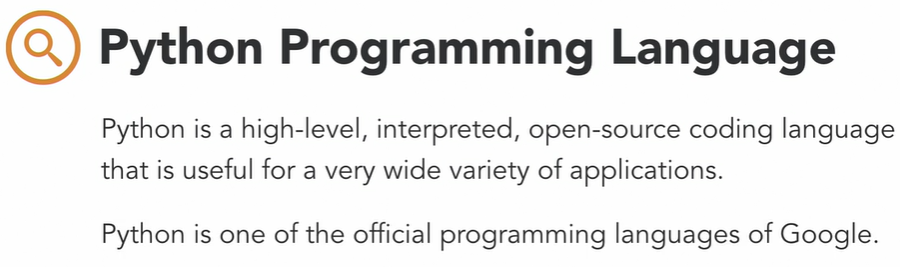 Python Programming Language
Python is a high-level, interpreted, open-source coding language
that is useful for a very wide variety of applications.
Python is one of the official programming languages of Google.